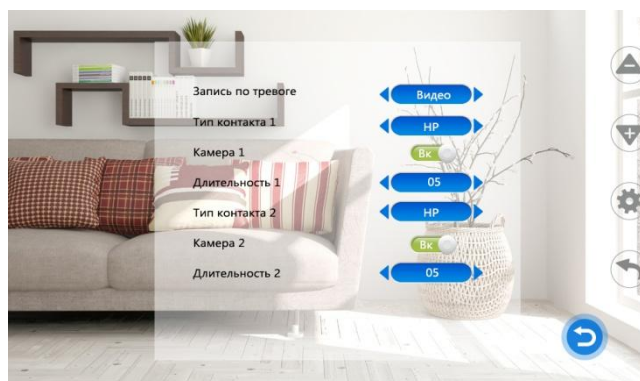 Запись по тревоге
Видео
Тип контакта 1
НР
Камера 1
Вк
Длительность 1
05
Тип контакта 2
НР
Камера 2
Вк
Длительность 2
05